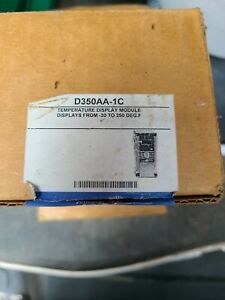 D350AA-1C
TEMPERATURE DISPLAY MODULE
DISPLAYS FROM -30 TO 250 DEG.F